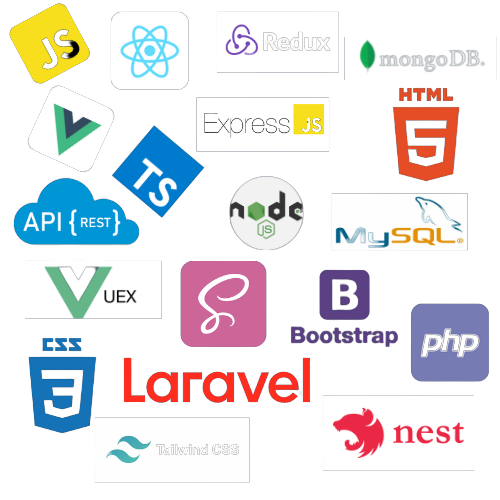 JS
Redux
mongoDB.
Express JS
HTML
5
TS
API {REST}
node
JS
MySQL®
VUEX
S
B
Bootstrap
php
CSS
3
Laravel
nest
Tailwind CSS